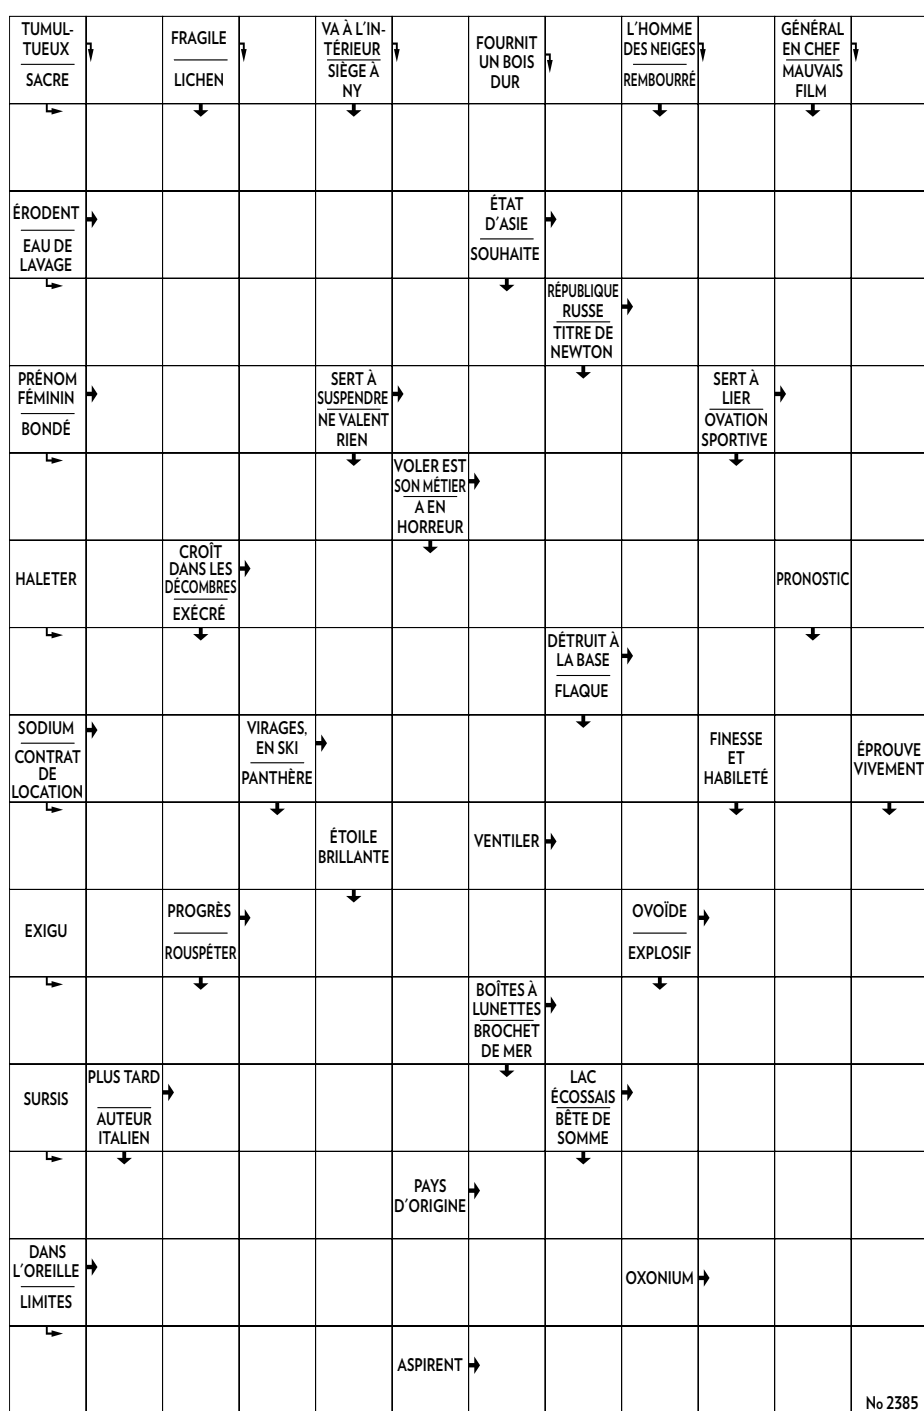 TUMUL-
TUEUX
SACRE
FRAGILE
LICHEN
VA À L'IN-
TÉRIEUR
SIÈGE À
NY
FOURNIT
UN BOIS
DUR
L'HOMME
DES NEIGES
REMBOURRÉ
GÉNÉRAL
EN CHEF
MAUVAIS
FILM
ÉRODENT
EAU DE
LAVAGE
ÉTAT
D'ASIE
SOUHAITE
RÉPUBLIQUE
RUSSE
TITRE DE
NEWTON
PRÉNOM
FÉMININ
BONDÉ
SERT À
SUSPENDRE
NE VALENT
RIEN
SERT À
LIER
OVATION
SPORTIVE
VOLER EST
SON MÉTIER
A EN
HORREUR
HALETER
CROÎT
DANS LES
DÉCOMBRES
EXÉCRÉ
PRONOSTIC
DÉTRUIT À
LA BASE
FLAQUE
SODIUM
CONTRAT
DE
LOCATION
VIRAGES,
EN SKI
PANTHÈRE
FINESSE
ET
HABILETÉ
ÉPROUVE
VIVEMENT
ÉTOILE
BRILLANTE
VENTILER
EXIGU
PROGRÈS
ROUSPÉTER
OVOÏDE
EXPLOSIF
BOÎTES À
LUNETTES
BROCHET
DE MER
SURSIS
PLUS TARD
AUTEUR
ITALIEN
LAC
ÉCOSSAIS
BÊTE DE
SOMME
PAYS
D'ORIGINE
DANS
L'OREILLE
LIMITES
OXONIUM
ASPIRENT
No 2385